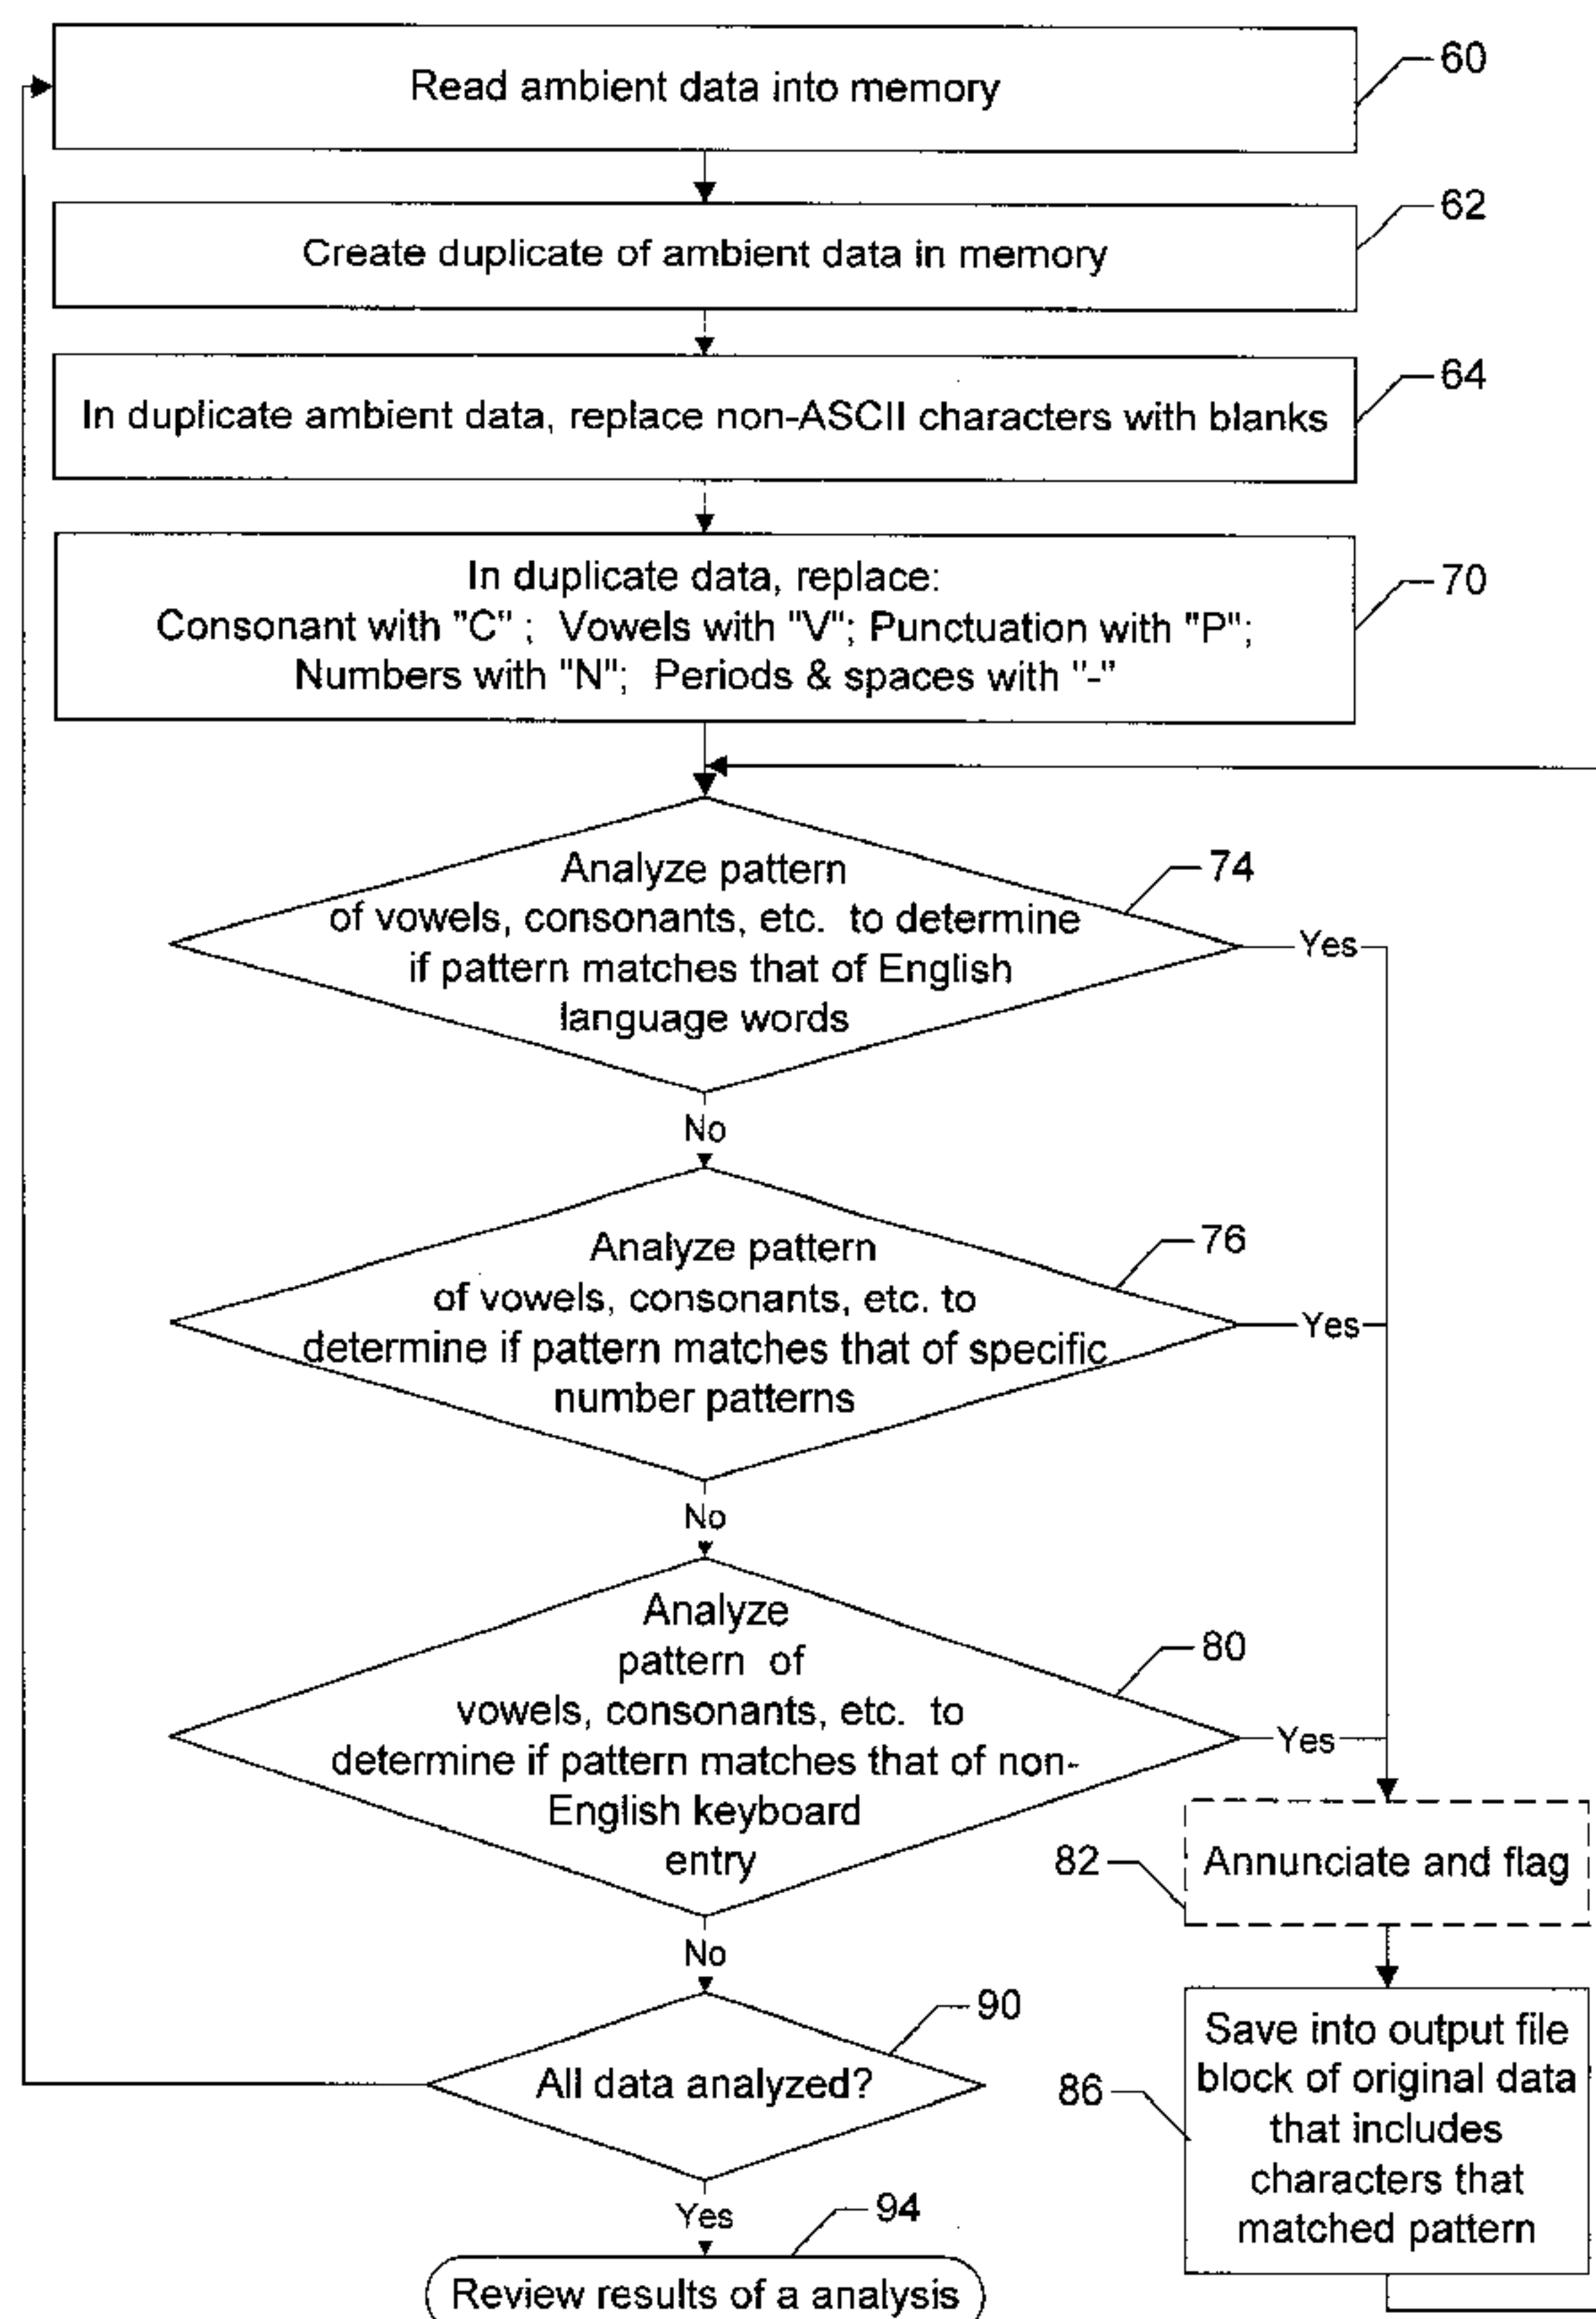 Read ambient data into memory
60
Create duplicate of ambient data in memory
62
In duplicate ambient data, replace non-ASCII characters with blanks
64
In duplicate data, replace:
Consonant with "C" ; Vowels with "V"; Punctuation with "P";
Numbers with "N"; Periods & spaces with "-"
70
Analyze pattern
of vowels, consonants, etc. to determine
if pattern matches that of English
language words
74
Yes
No
Analyze pattern
of vowels, consonants, etc. to
determine if pattern matches that of specific
number patterns
76
Yes
No
Analyze
pattern of
vowels, consonants, etc. to
determine if pattern matches that of non-
English keyboard
entry
80
Yes
No
82
Annunciate and flag
86
Save into output file
block of original data
that includes
characters that
matched pattern
All data analyzed?
90
Yes
94
Review results of a analysis